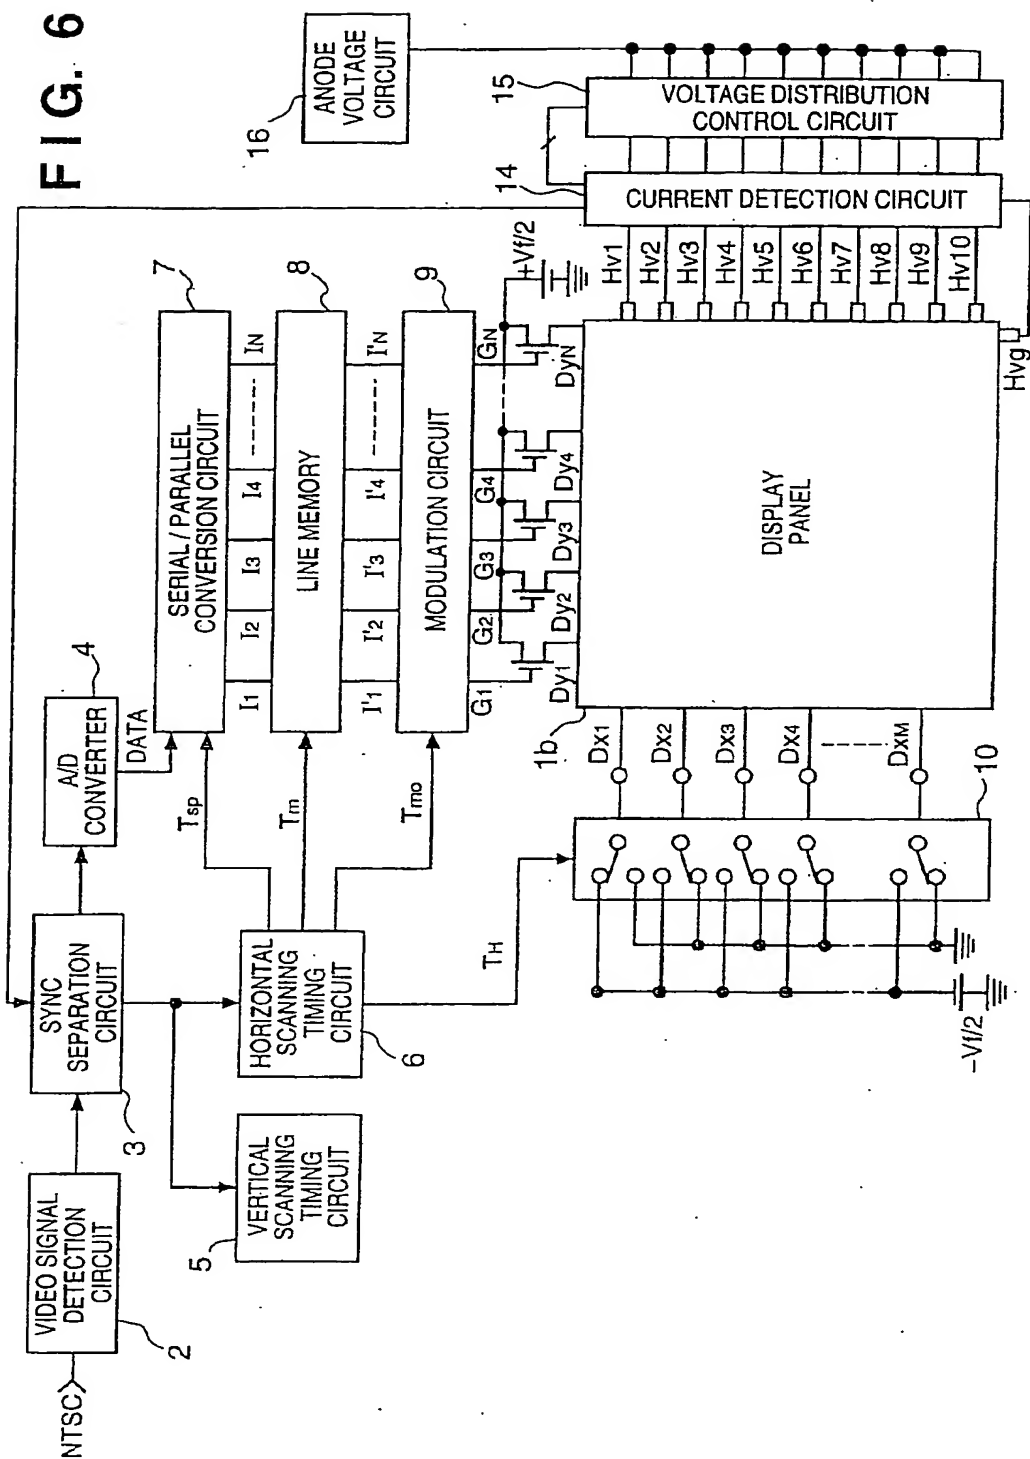 FIG. 6
NTSC
VIDEO SIGNAL
DETECTION
CIRCUIT
2
SYNC
SEPARATION
CIRCUIT
3
A/D
CONVERTER
4
DATA
VERTICAL
SCANNING
TIMING
CIRCUIT
5
HORIZONTAL
SCANNING
TIMING
CIRCUIT
6
Tsp
Tm
Tmo
TH
SERIAL/PARALLEL
CONVERSION CIRCUIT
7
I1 I2 I3 I4 IN
LINE MEMORY
8
I'1 I'2 I'3 I'4 I'N
MODULATION CIRCUIT
9
G1 G2 G3 G4 GN
+Vf/2
Dy1 Dy2 Dy3 Dy4 DyN
1b
DISPLAY
PANEL
Dx1
Dx2
Dx3
Dx4
DxM
10
-Vf/2
Hv1
Hv2
Hv3
Hv4
Hv5
Hv6
Hv7
Hv8
Hv9
Hv10
Hvg
14
CURRENT DETECTION CIRCUIT
15
VOLTAGE DISTRIBUTION
CONTROL CIRCUIT
16
ANODE
VOLTAGE
CIRCUIT